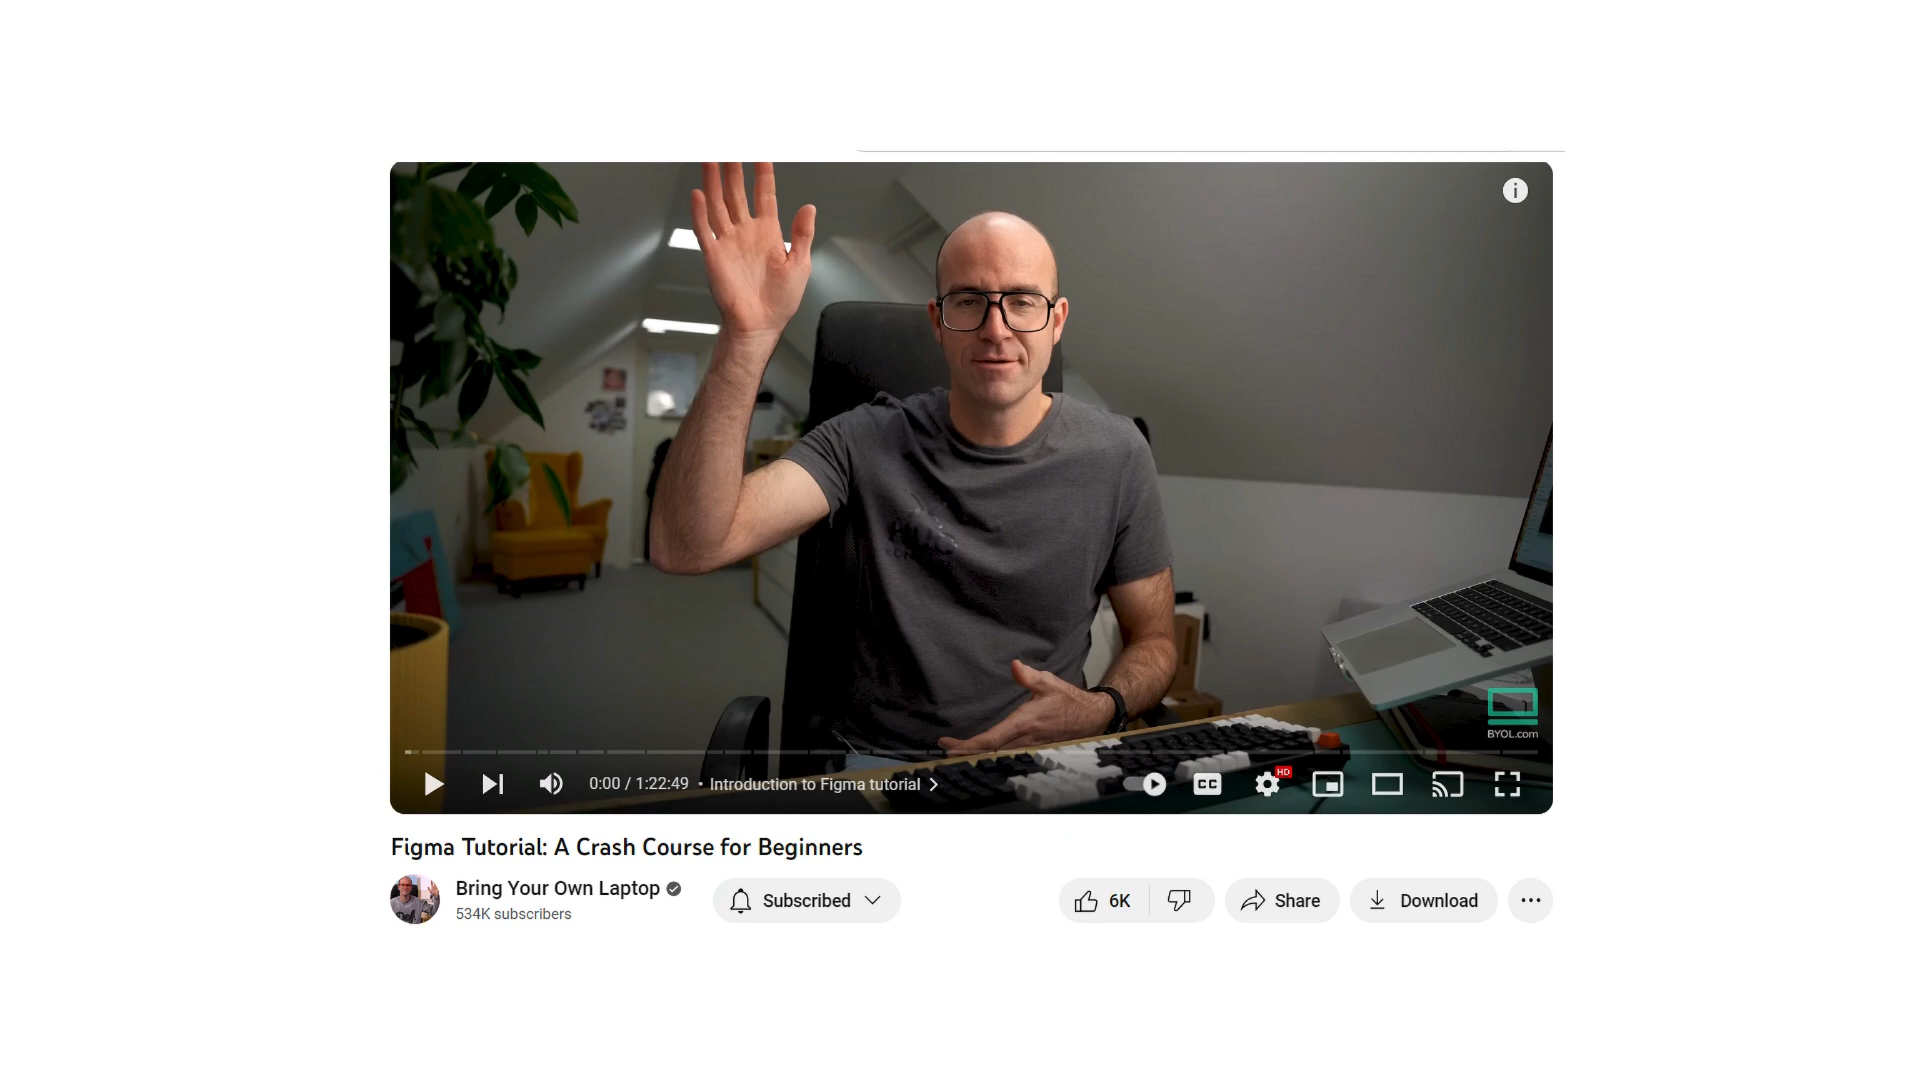 i
BYOL.com
0:00 / 1:22:49 • Introduction to Figma tutorial
CC
HD
Figma Tutorial: A Crash Course for Beginners
Bring Your Own Laptop
534K subscribers
Subscribed
6K
Share
Download